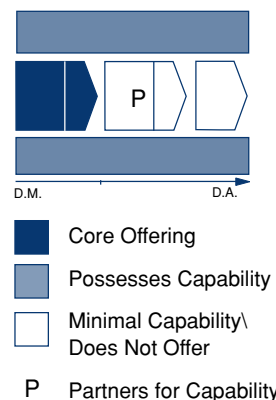 P
D.M. D.A.
Core Offering
Possesses Capability
Minimal Capability\
Does Not Offer
P Partners for Capability